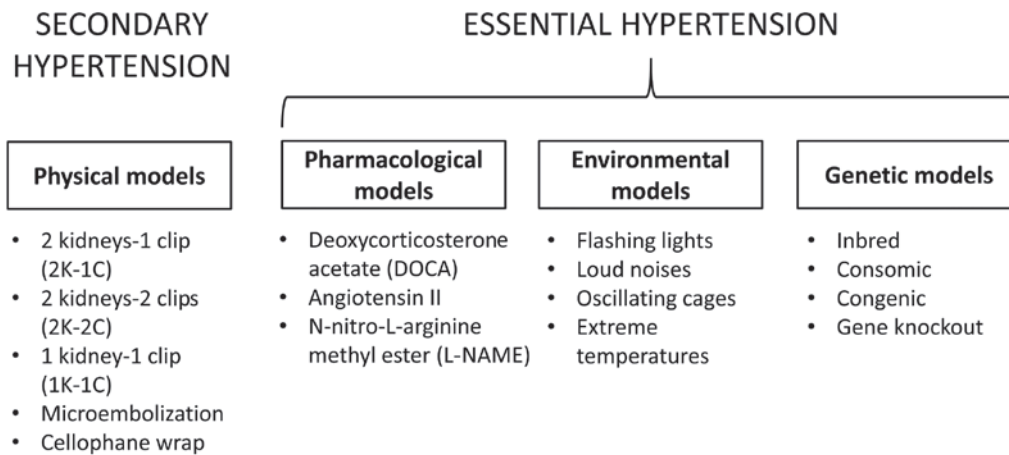 SECONDARY
HYPERTENSION
ESSENTIAL HYPERTENSION
Physical models
• 2 kidneys-1 clip
(2K-1C)
• 2 kidneys-2 clips
(2K-2C)
• 1 kidney-1 clip
(1K-1C)
• Microembolization
• Cellophane wrap
Pharmacological
models
• Deoxycorticosterone
acetate (DOCA)
• Angiotensin II
• N-nitro-L-arginine
methyl ester (L-NAME)
Environmental
models
• Flashing lights
• Loud noises
• Oscillating cages
• Extreme
temperatures
Genetic models
• Inbred
• Consomic
• Congenic
• Gene knockout